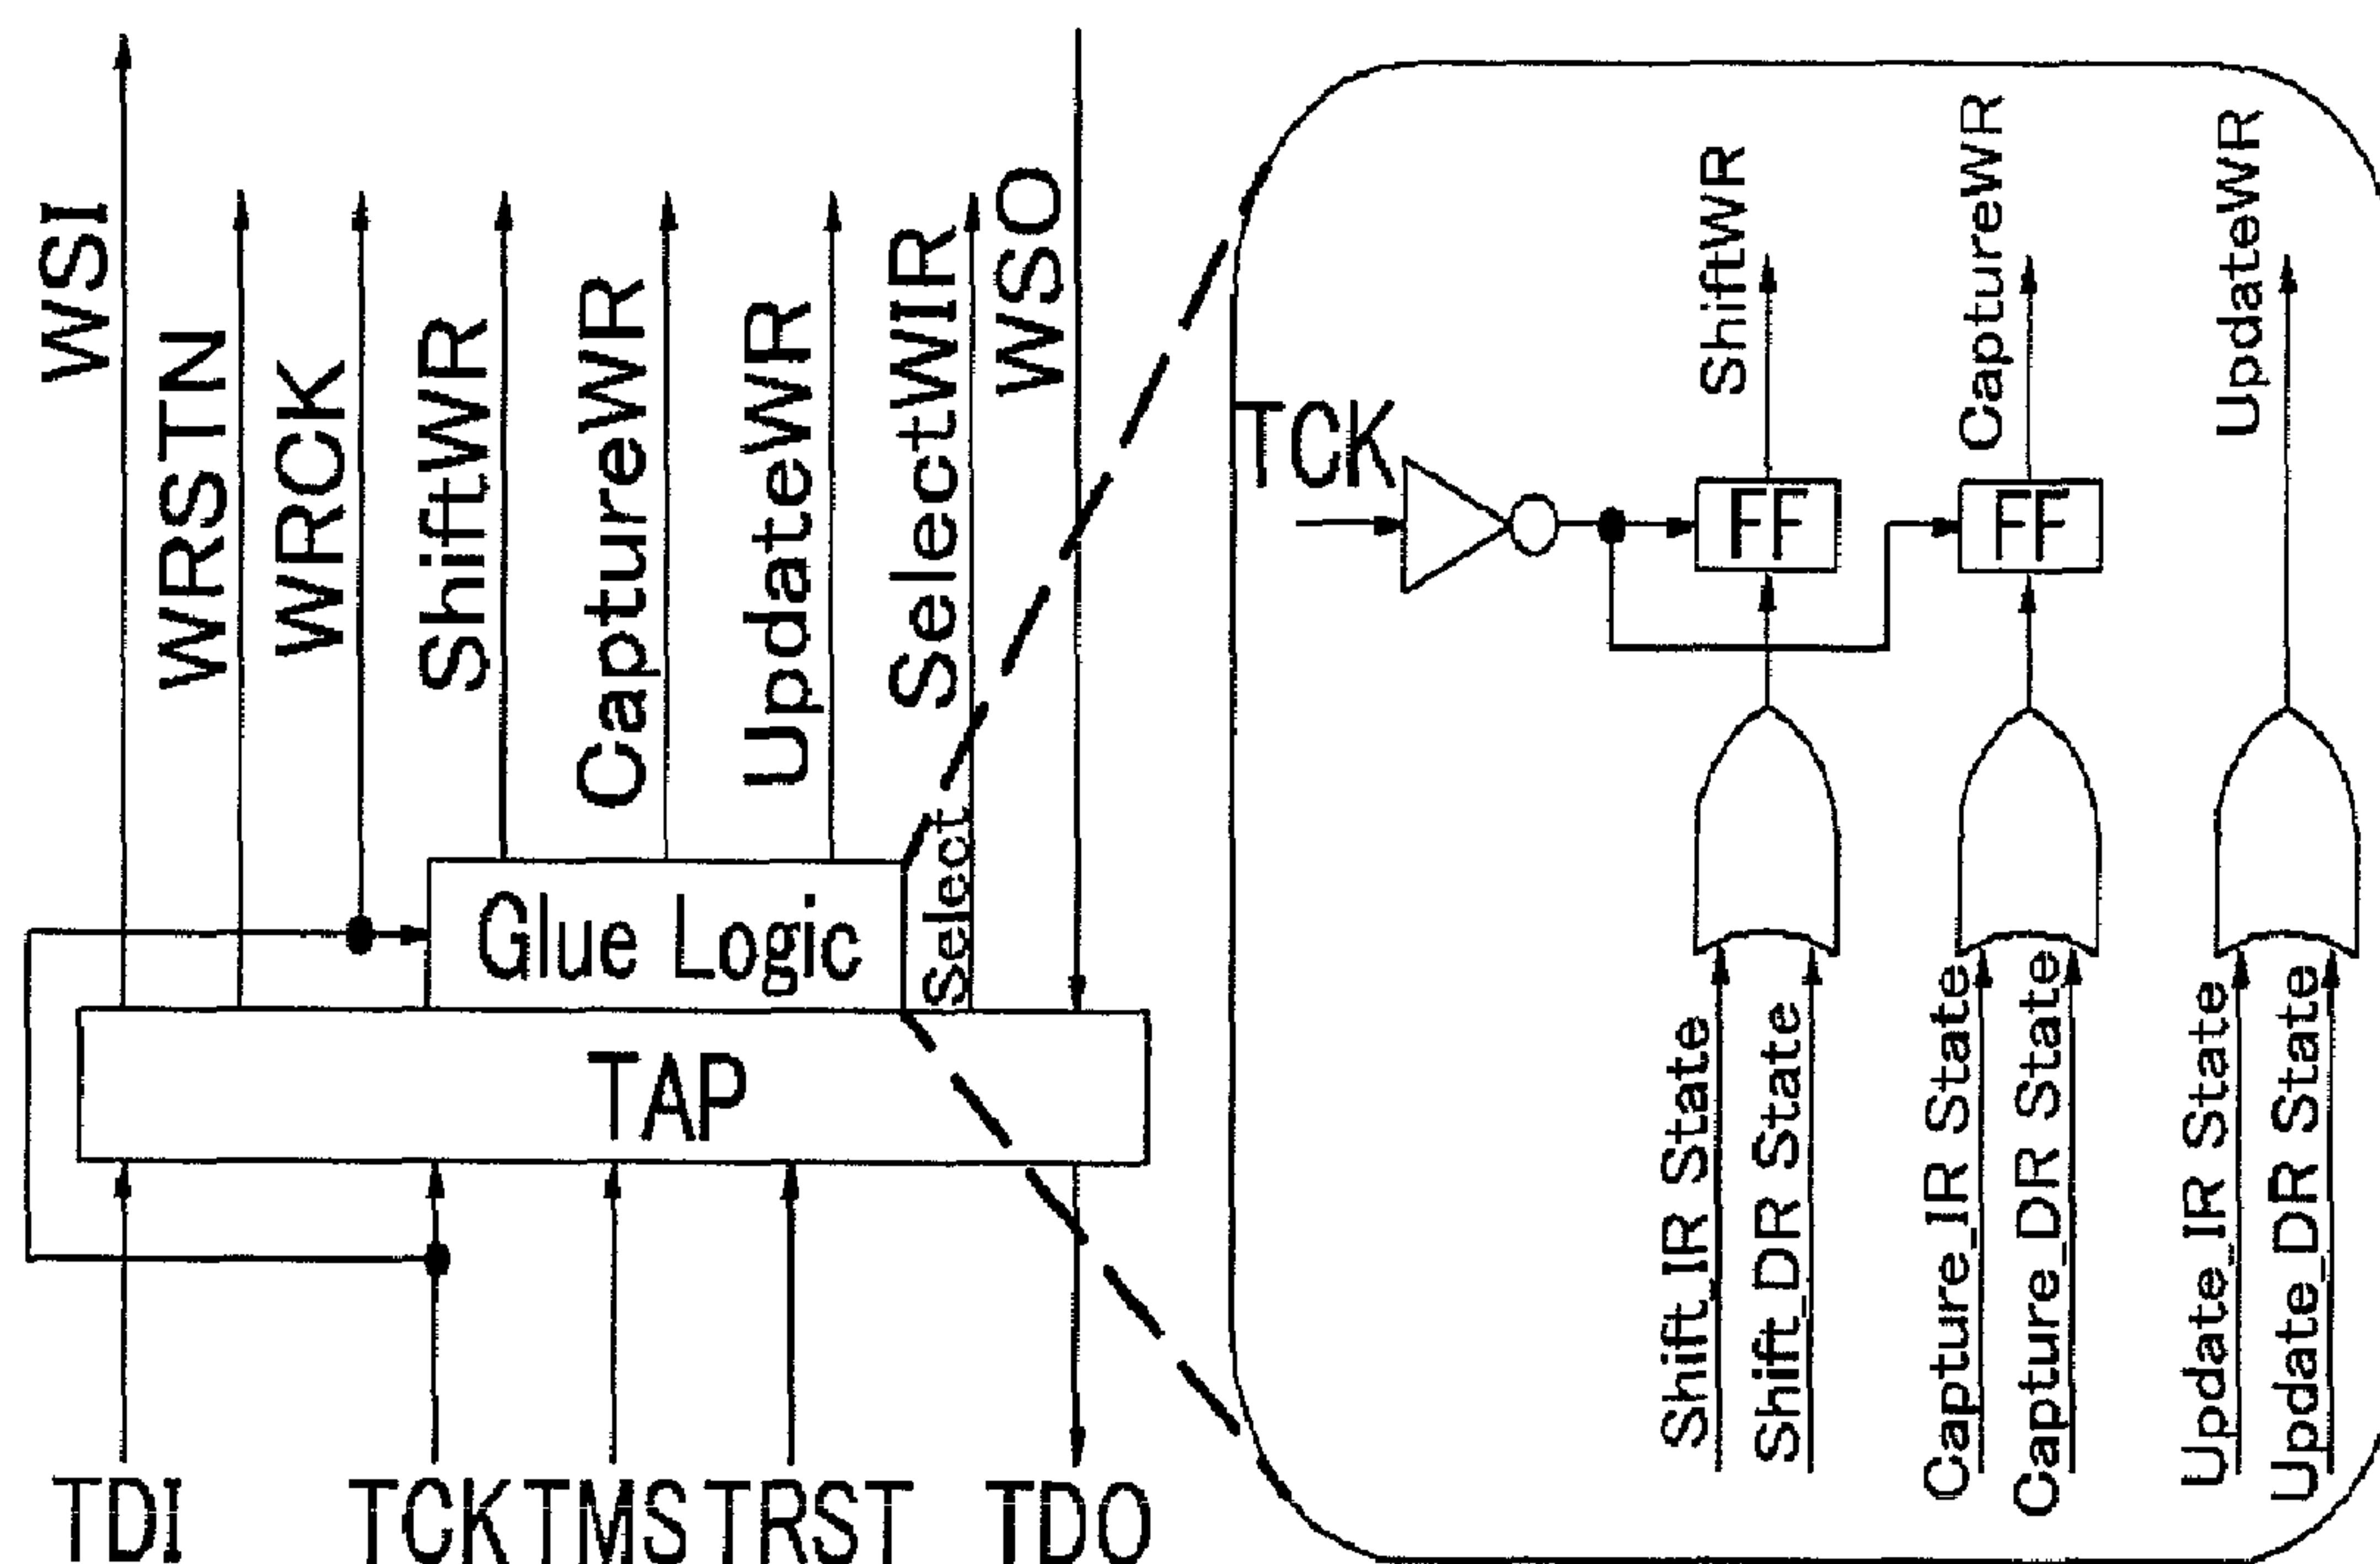 WSI
WRSTN
WRCK
ShiftWR
CaptureWR
UpdateWR
SelectWIR
WSO
Glue Logic
Select
TAP
TDI
TCK
TMS
TRST
TDO
TCK
FF
FF
ShiftWR
CaptureWR
UpdateWR
Shift_IR State
Shift_DR State
Capture_IR State
Capture_DR State
Update_IR State
Update_DR State